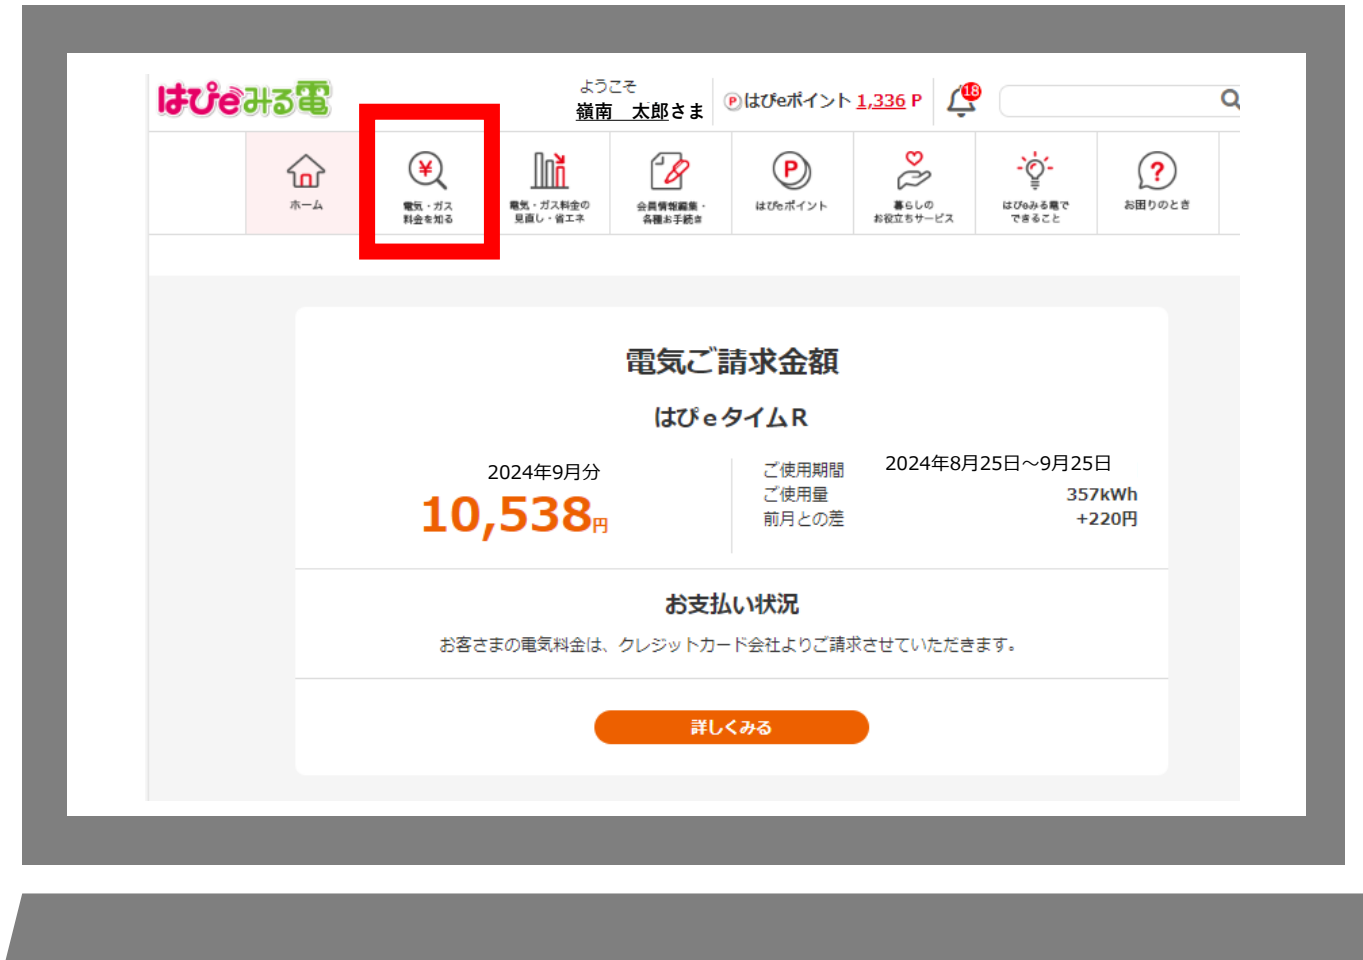 はぴeみる電
ようこそ
嶺南　太郎さま
P はぴeポイント 1,336 P
18
ホーム
電気・ガス
料金を知る
電気・ガス料金の
見直し・省エネ
会員情報編集・
各種お手続き
P
はぴeポイント
暮らしの
お役立ちサービス
はぴeみる電で
できること
?
お困りのとき
電気ご請求金額
はぴｅタイムＲ
2024年9月分
10,538円
ご使用期間 2024年8月25日～9月25日
ご使用量 357kWh
前月との差 +220円
お支払い状況
お客さまの電気料金は、クレジットカード会社よりご請求させていただきます。
詳しくみる